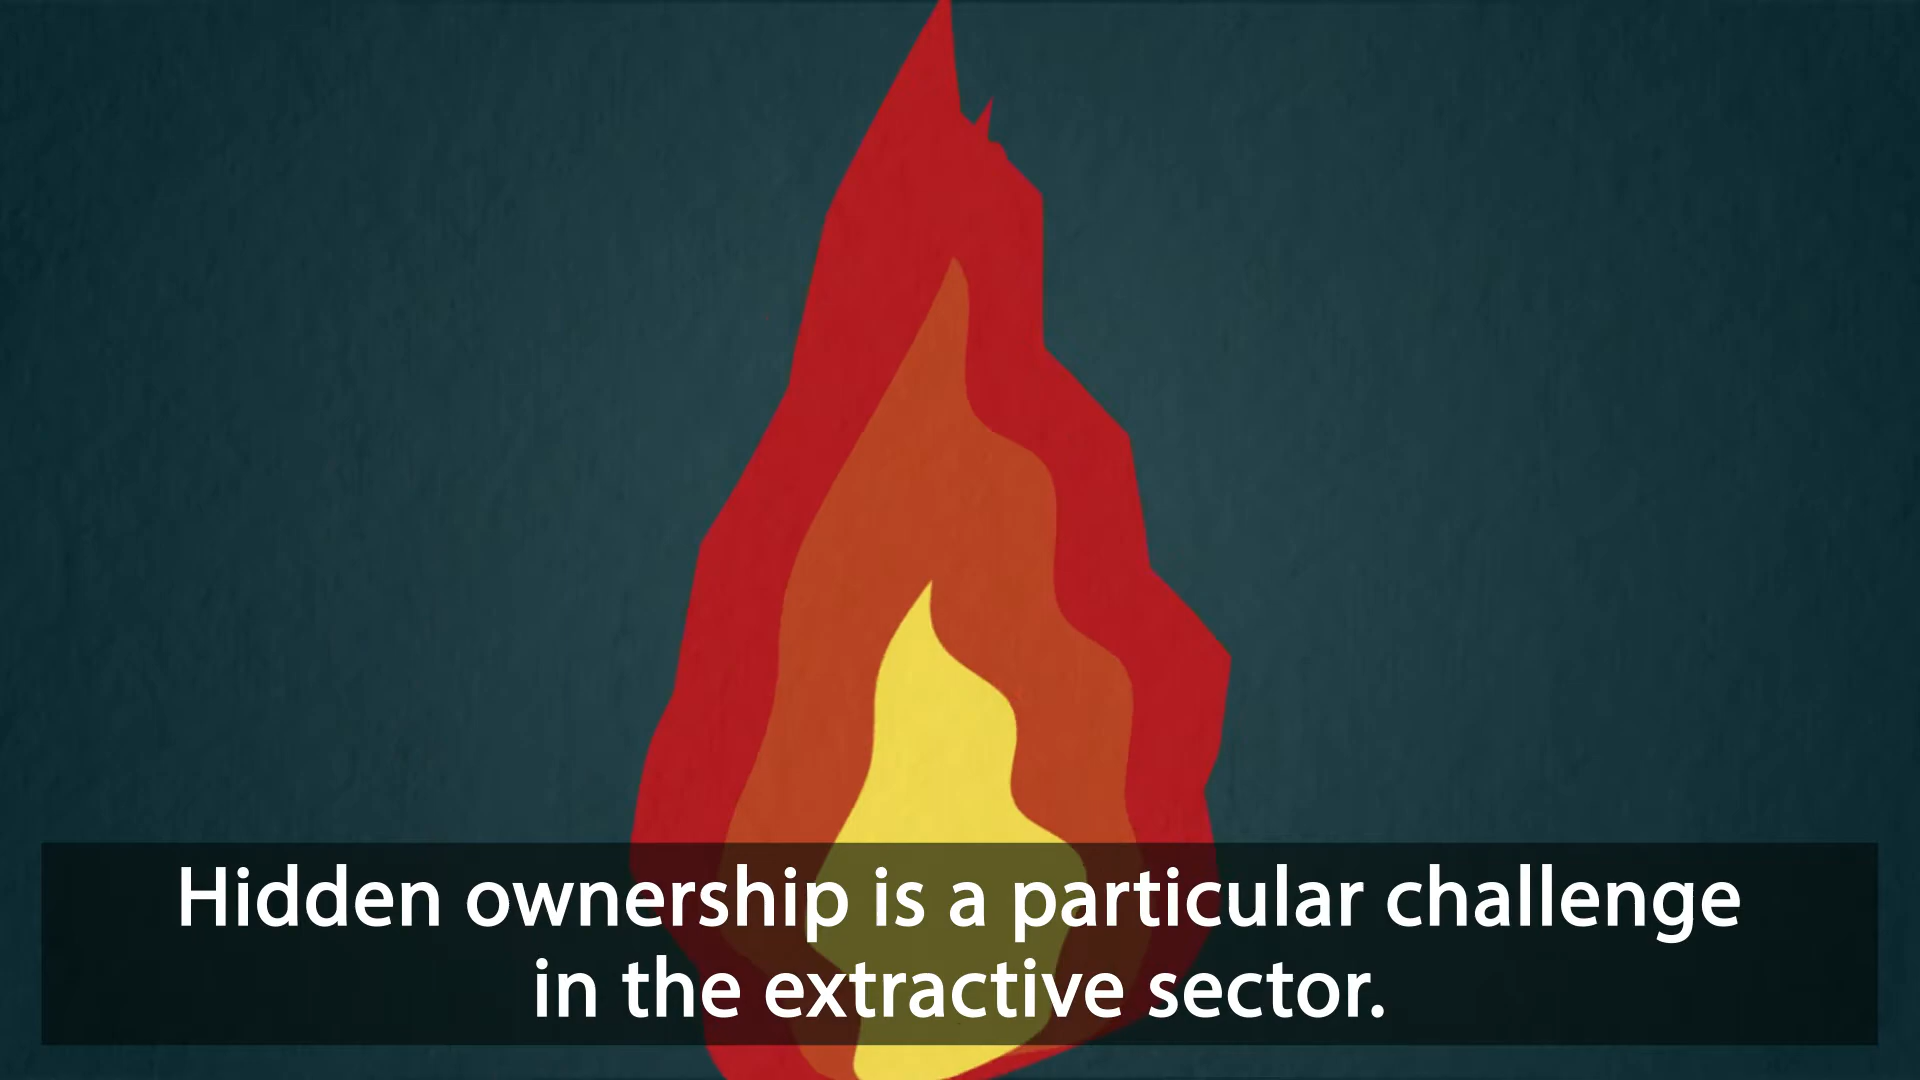 Hidden ownership is a particular challenge
in the extractive sector.